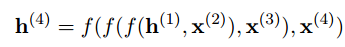 h⁽⁴⁾ = f(f(f(h⁽¹⁾, x⁽²⁾), x⁽³⁾), x⁽⁴⁾)